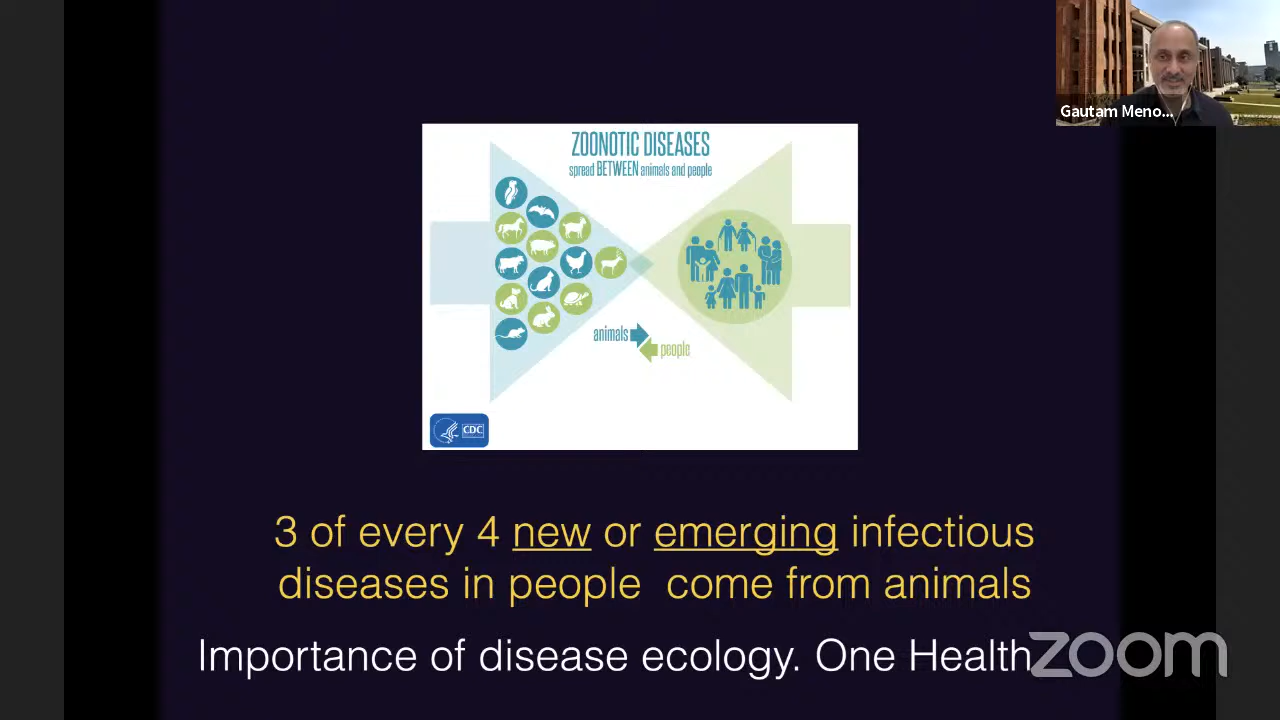 Gautam Meno...
ZOONOTIC DISEASES
spread BETWEEN animals and people
animals
people
CDC
3 of every 4 new or emerging infectious
diseases in people come from animals
Importance of disease ecology. One Health
zoom